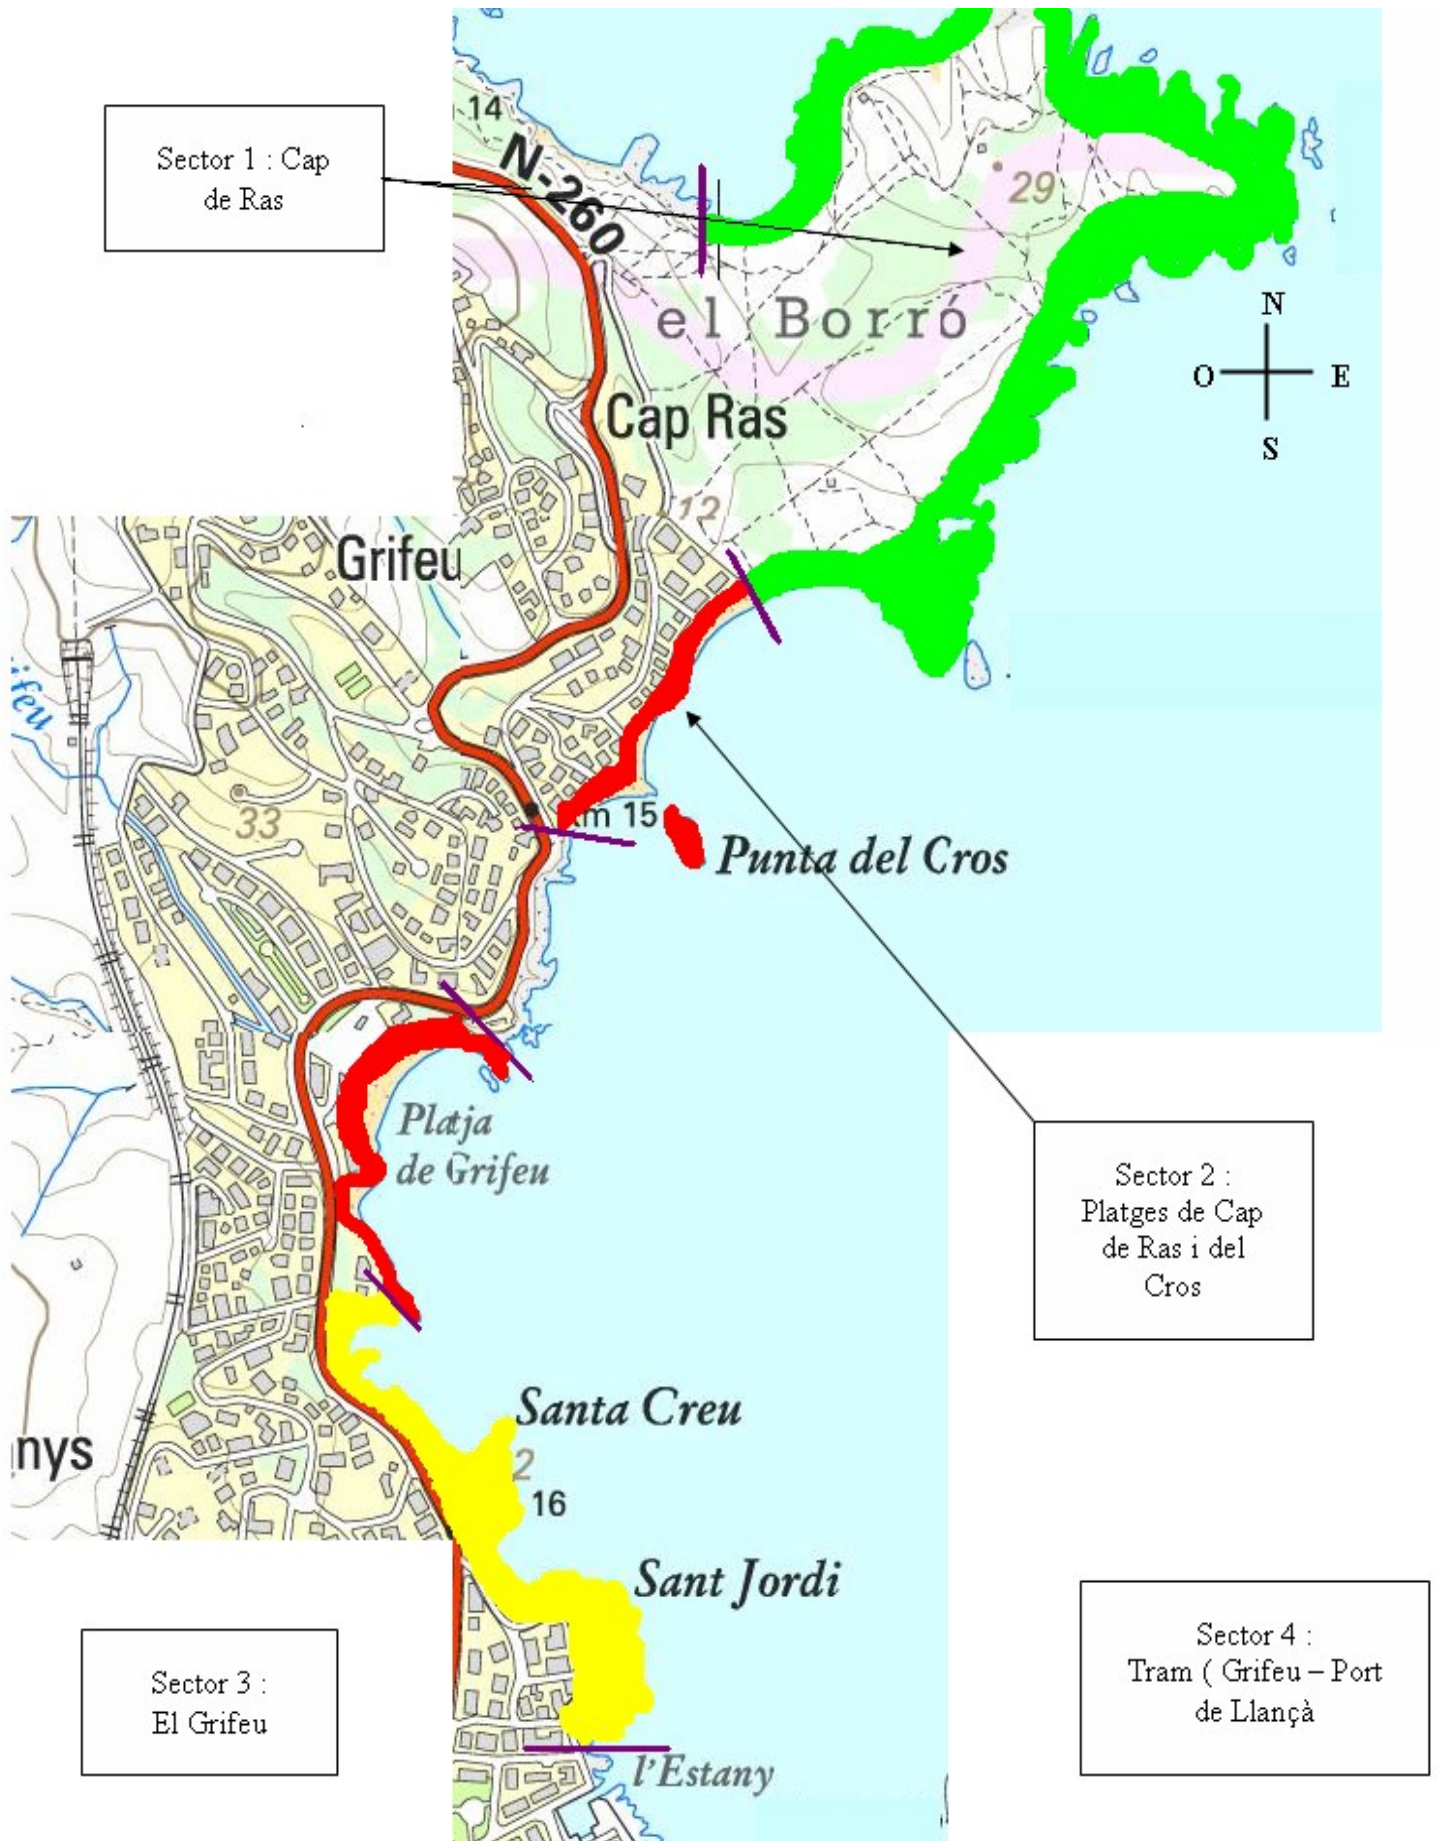 14
Sector 1 : Cap
de Ras
N-260
29
N
el Borró
O
E
Cap Ras
S
12
Grifeu
ifeu
33
m 15
Punta del Cros
Platja
de Grifeu
Sector 2 :
Platges de Cap
de Ras i del
Cros
Santa Creu
nys
2
16
Sant Jordi
Sector 4 :
Tram ( Grifeu – Port
de Llançà
Sector 3 :
El Grifeu
l'Estany